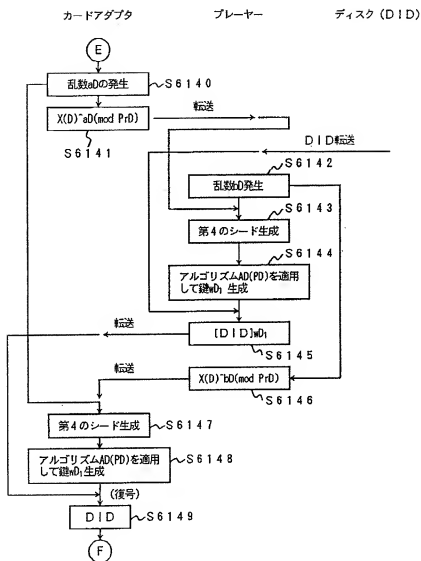 カードアダプタ プレーヤー ディスク(DID)
E
乱数aDの発生 S6140
X(D)^aD(mod PrD) 転送
S6141
DID転送
S6142
乱数bD発生
S6143
第4のシード生成
S6144
アルゴリズムAD(PD)を適用
して鍵wD₁ 生成
転送
[DID]wD₁
S6145
転送
X(D)^bD(mod PrD)
S6146
第4のシード生成 S6147
アルゴリズムAD(PD)を適用
して鍵wD₁ 生成
S6148
(復号)
DID S6149
F